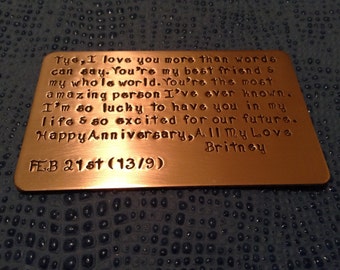 Tye, I love you more than words
can say. You're my best friend &
my whole world. You're the most
amazing person I've ever known.
I'm so lucky to have you in my
life & so excited for our future.
Happy Anniversary, All My Love
Britney
FEB 21st (13/9)